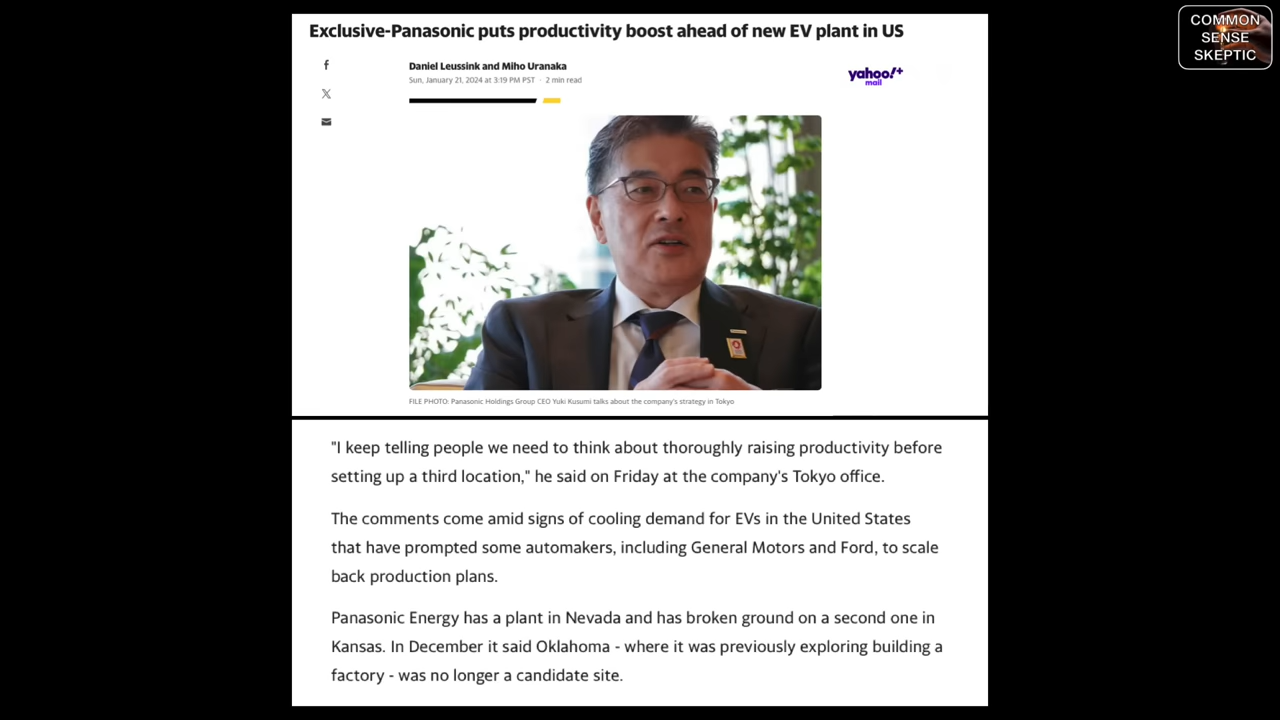 COMMON
SENSE
SKEPTIC
Exclusive-Panasonic puts productivity boost ahead of new EV plant in US
Daniel Leussink and Miho Uranaka
Sun, January 21, 2024 at 3:19 PM PST · 2 min read
yahoo!+
mail
FILE PHOTO: Panasonic Holdings Group CEO Yuki Kusumi talks about the company's strategy in Tokyo
"I keep telling people we need to think about thoroughly raising productivity before
setting up a third location," he said on Friday at the company's Tokyo office.
The comments come amid signs of cooling demand for EVs in the United States
that have prompted some automakers, including General Motors and Ford, to scale
back production plans.
Panasonic Energy has a plant in Nevada and has broken ground on a second one in
Kansas. In December it said Oklahoma - where it was previously exploring building a
factory - was no longer a candidate site.